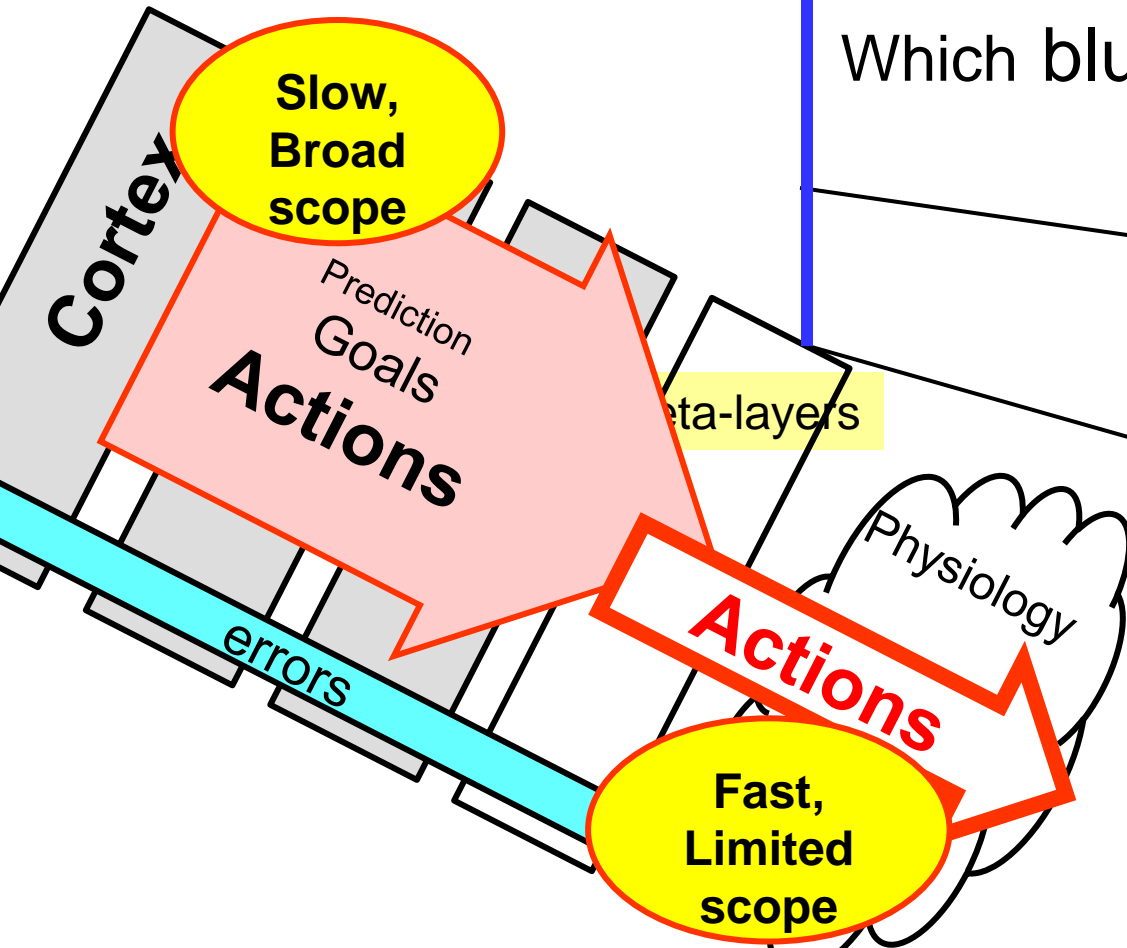 Which blu
Slow,
Broad
scope
Cortex
Prediction
Goals
Actions
eta-layers
Physiology
Actions
errors
Fast,
Limited
scope